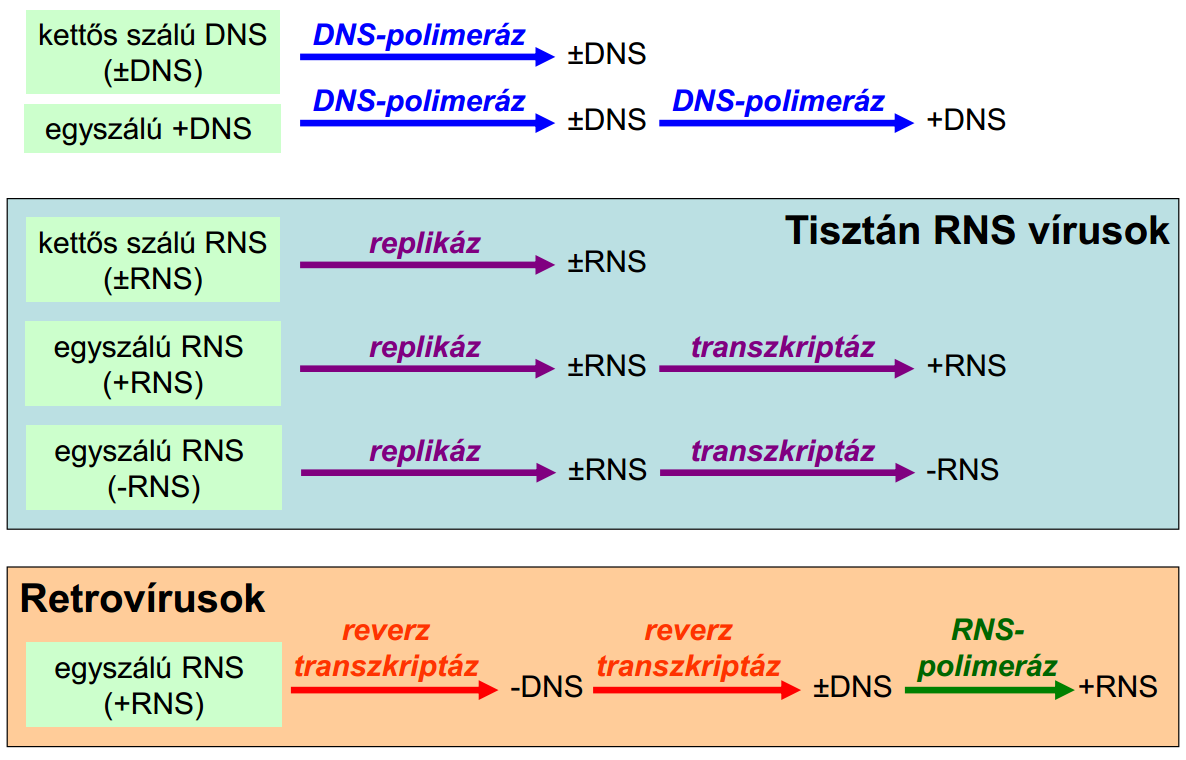 kettős szálú DNS
(±DNS)
DNS-polimeráz
±DNS
egyszálú +DNS
DNS-polimeráz
±DNS
DNS-polimeráz
+DNS
Tisztán RNS vírusok
kettős szálú RNS
(±RNS)
replikáz
±RNS
egyszálú RNS
(+RNS)
replikáz
±RNS
transzkriptáz
+RNS
egyszálú RNS
(-RNS)
replikáz
±RNS
transzkriptáz
-RNS
Retrovírusok
egyszálú RNS
(+RNS)
reverz
transzkriptáz
-DNS
reverz
transzkriptáz
±DNS
RNS-
polimeráz
+RNS